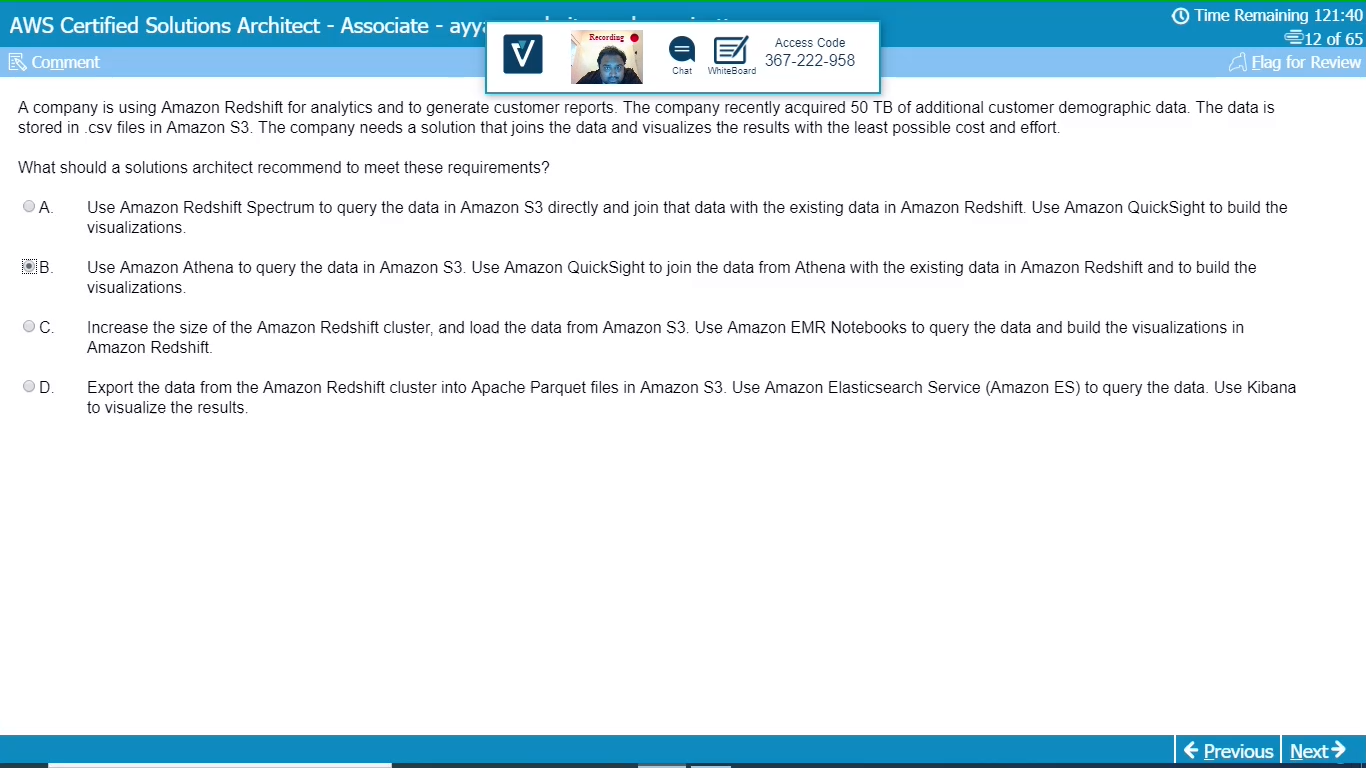 AWS Certified Solutions Architect - Associate - ayya
Time Remaining 121:40
12 of 65
Comment
Flag for Review
Recording
Chat
WhiteBoard
Access Code
367-222-958
A company is using Amazon Redshift for analytics and to generate customer reports. The company recently acquired 50 TB of additional customer demographic data. The data is
stored in .csv files in Amazon S3. The company needs a solution that joins the data and visualizes the results with the least possible cost and effort.
What should a solutions architect recommend to meet these requirements?
A. Use Amazon Redshift Spectrum to query the data in Amazon S3 directly and join that data with the existing data in Amazon Redshift. Use Amazon QuickSight to build the
visualizations.
B. Use Amazon Athena to query the data in Amazon S3. Use Amazon QuickSight to join the data from Athena with the existing data in Amazon Redshift and to build the
visualizations.
C. Increase the size of the Amazon Redshift cluster, and load the data from Amazon S3. Use Amazon EMR Notebooks to query the data and build the visualizations in
Amazon Redshift.
D. Export the data from the Amazon Redshift cluster into Apache Parquet files in Amazon S3. Use Amazon Elasticsearch Service (Amazon ES) to query the data. Use Kibana
to visualize the results.
Previous
Next